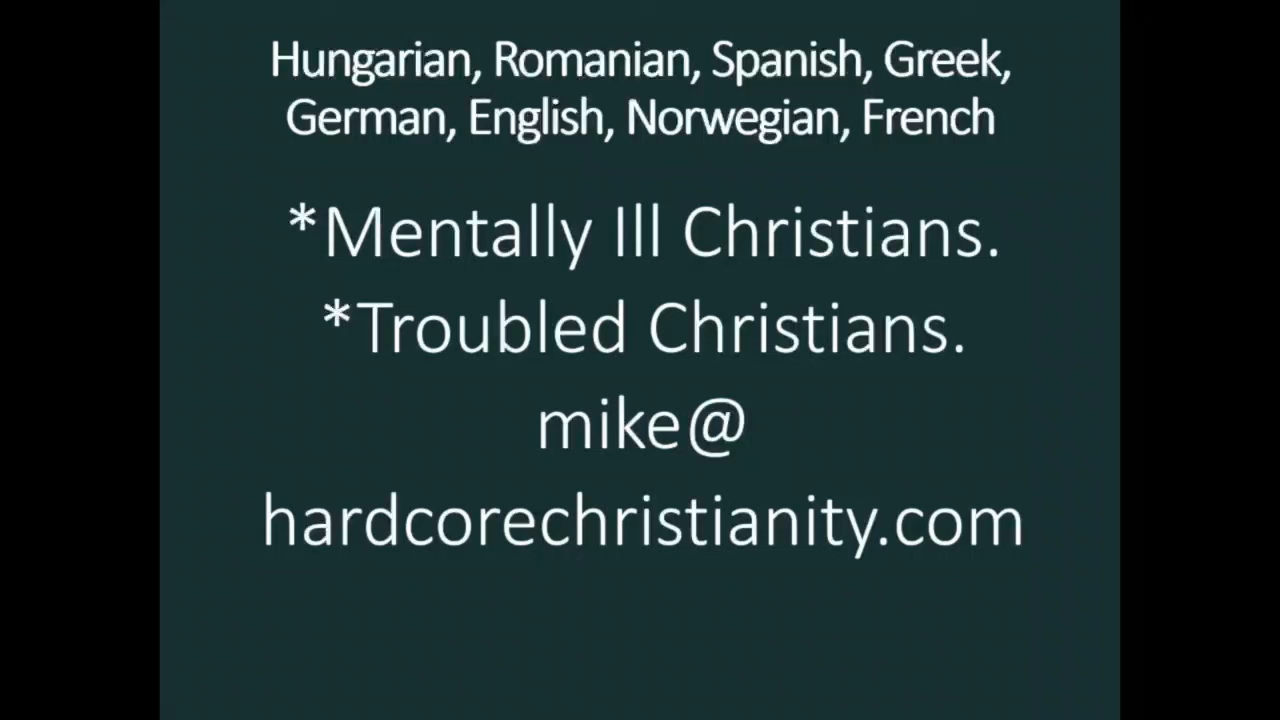 Hungarian, Romanian, Spanish, Greek,
German, English, Norwegian, French
*Mentally Ill Christians.
*Troubled Christians.
mike@
hardcorechristianity.com